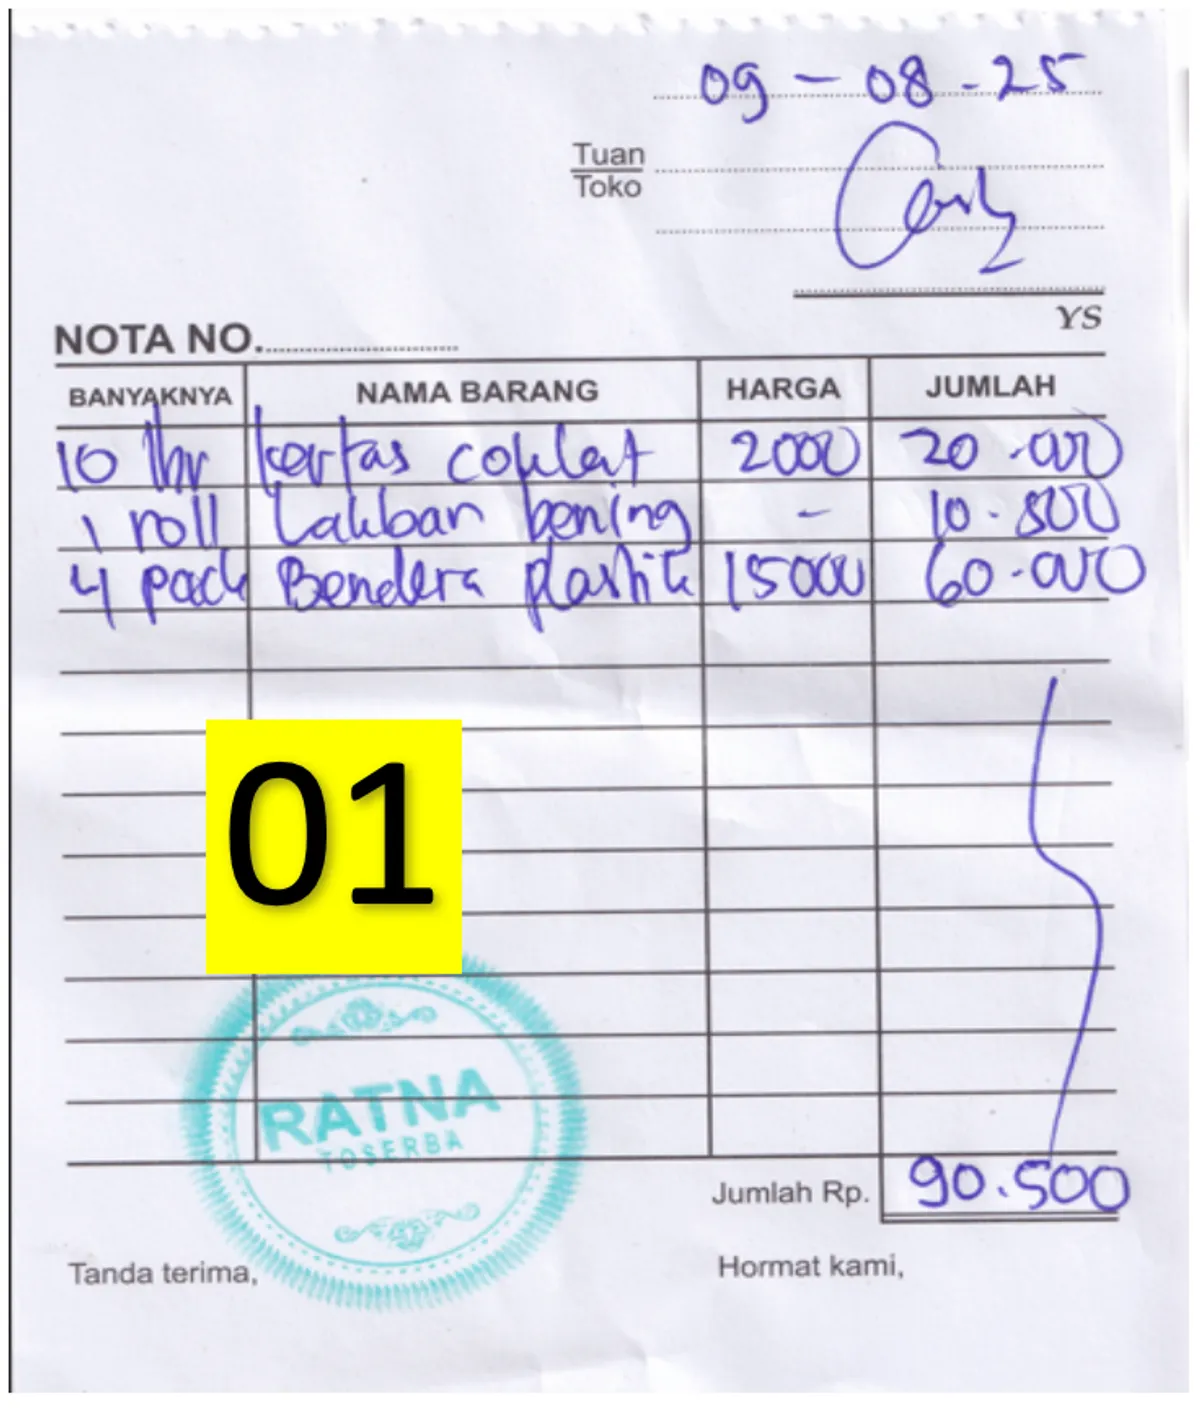 09 - 08 - 25
Tuan
Toko
Cash
YS
NOTA NO.
BANYAKNYA NAMA BARANG HARGA JUMLAH
10 lbr kertas coklat 2000 20.000
1 roll Lakban bening - 10.500
4 pack Bendera plastik 15000 60.000
01
RATNA
TOSERBA
Jumlah Rp. 90.500
Tanda terima, Hormat kami,